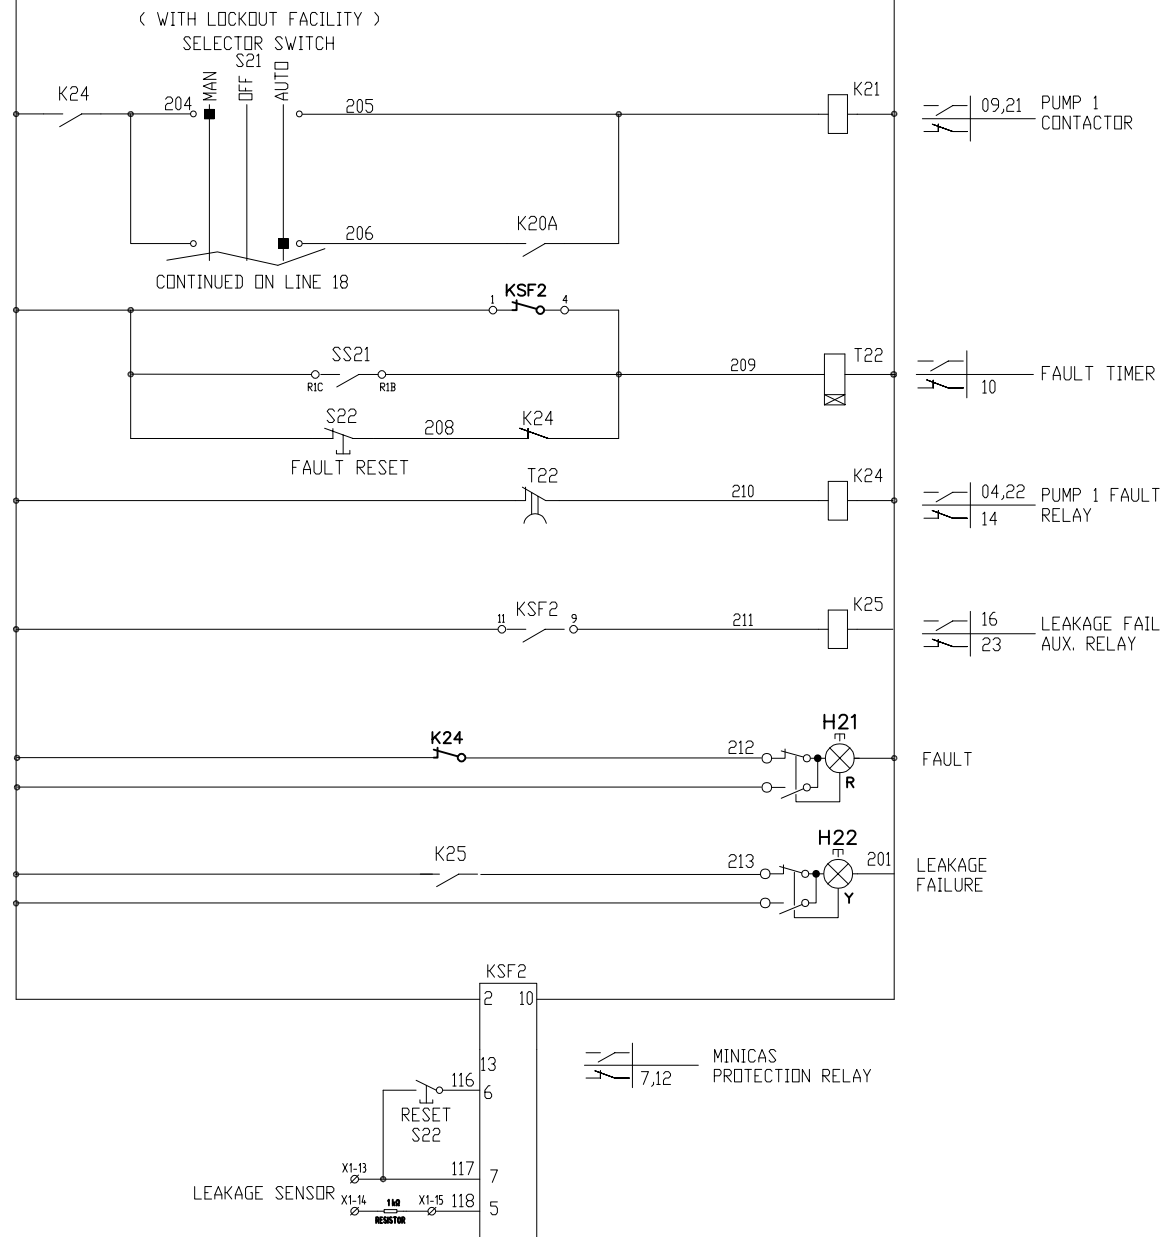 ( WITH LOCKOUT FACILITY )
SELECTOR SWITCH
S21
MAN
OFF
AUTO
K24
204
205
K21
09,21
PUMP 1
CONTACTOR
206
K20A
CONTINUED ON LINE 18
KSF2
1
4
SS21
R1C
R1B
209
T22
10
FAULT TIMER
S22
208
K24
FAULT RESET
T22
210
K24
04,22
14
PUMP 1 FAULT
RELAY
11
KSF2
9
211
K25
16
23
LEAKAGE FAIL
AUX. RELAY
K24
212
H21
R
FAULT
K25
213
H22
Y
201
LEAKAGE
FAILURE
KSF2
2
10
13
116
6
RESET
S22
7,12
MINICAS
PROTECTION RELAY
X1-13
117
7
LEAKAGE SENSOR
X1-14
1kΩ
RESISTOR
X1-15
118
5